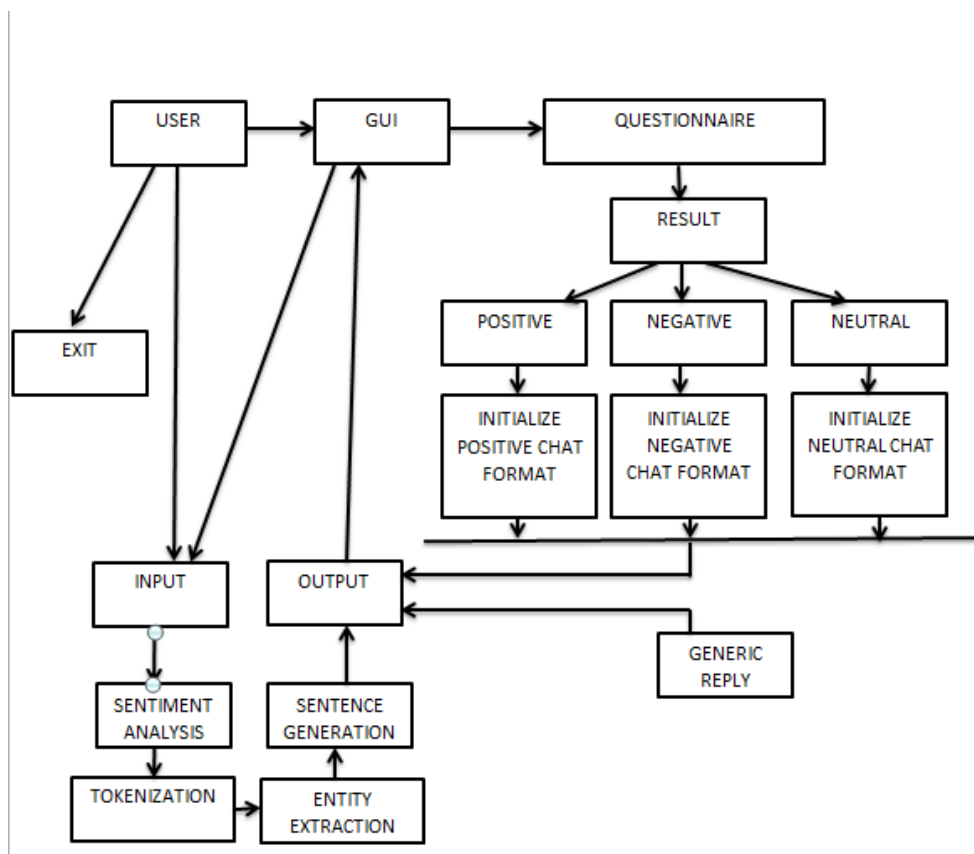 USER
GUI
QUESTIONNAIRE
RESULT
POSITIVE
NEGATIVE
NEUTRAL
EXIT
INITIALIZE
POSITIVE CHAT
FORMAT
INITIALIZE
NEGATIVE
CHAT FORMAT
INITIALIZE
NEUTRAL CHAT
FORMAT
INPUT
OUTPUT
GENERIC
REPLY
SENTIMENT
ANALYSIS
SENTENCE
GENERATION
TOKENIZATION
ENTITY
EXTRACTION